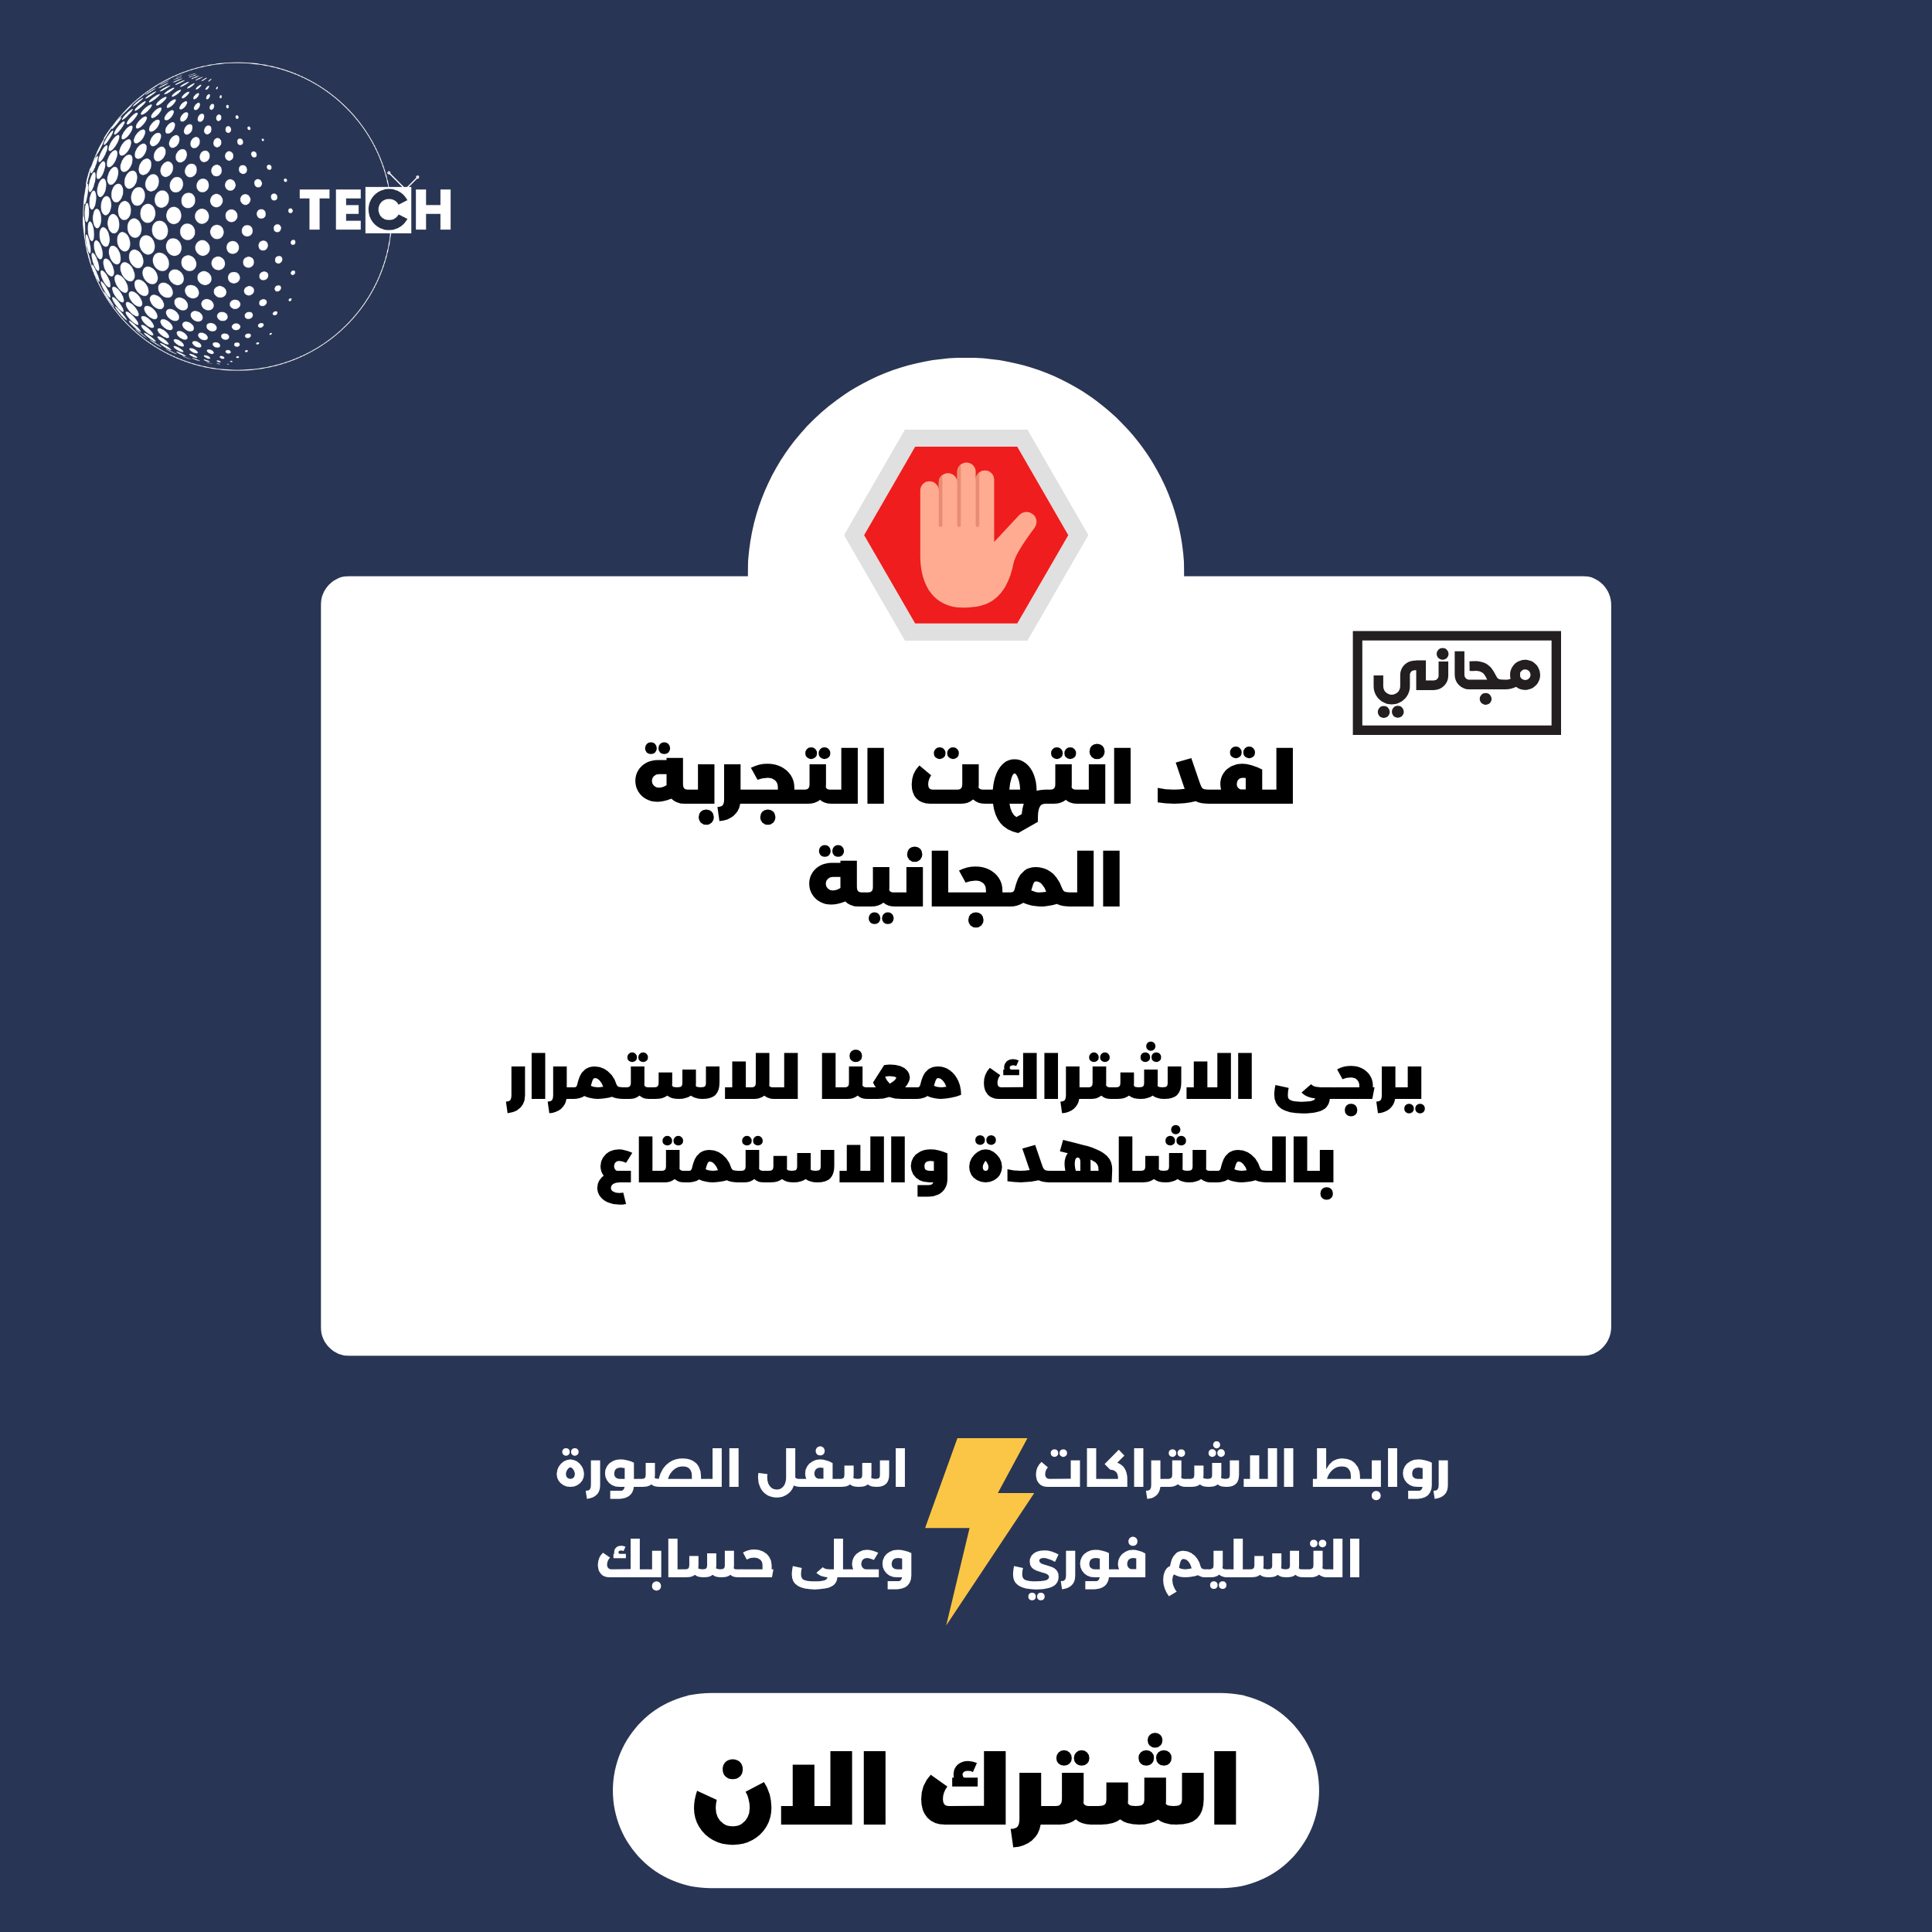 TECH
مجاني
لقد انتهت التجربة
المجانية
يرجى الاشتراك معنا للاستمرار
بالمشاهدة والاستمتاع
روابط الاشتراكات اسفل الصورة
التسليم فوري وعلى حسابك
اشترك الان